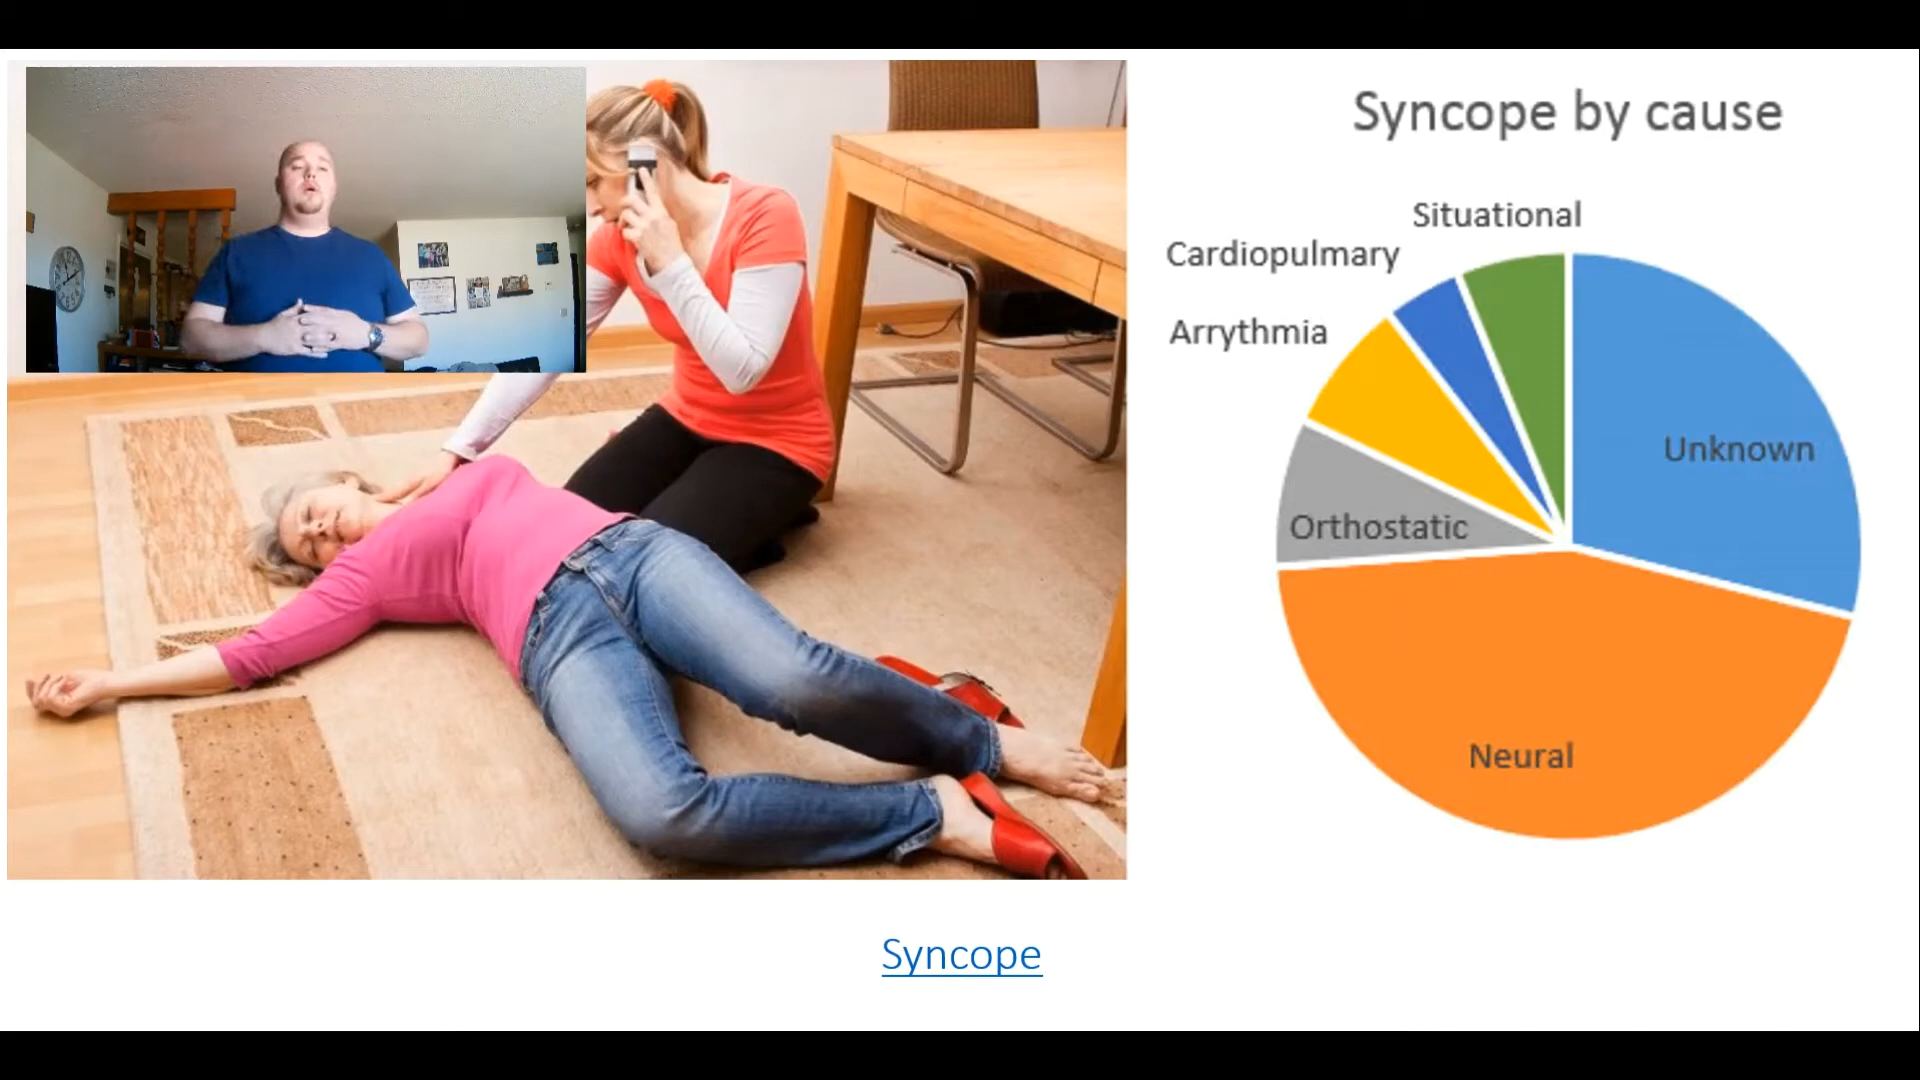 Syncope by cause
Situational
Cardiopulmary
Arrythmia
Unknown
Orthostatic
Neural
Syncope